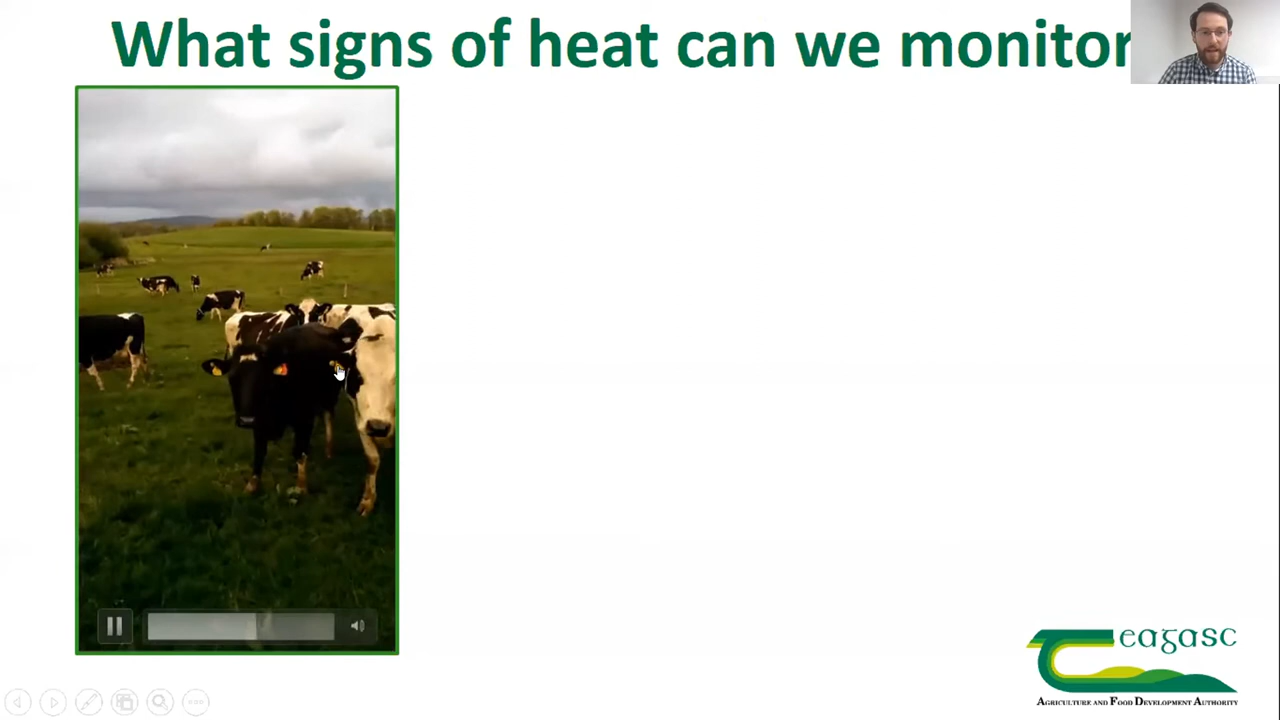 What signs of heat can we monitor
eagasc
AGRICULTURE AND FOOD DEVELOPMENT AUTHORITY